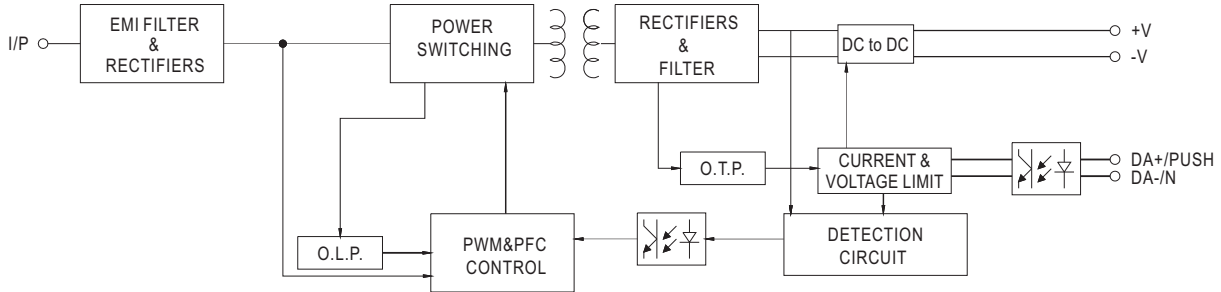 I/P
EMI FILTER
&
RECTIFIERS
POWER
SWITCHING
RECTIFIERS
&
FILTER
DC to DC
+V
-V
O.T.P.
CURRENT &
VOLTAGE LIMIT
DA+/PUSH
DA-/N
O.L.P.
PWM&PFC
CONTROL
DETECTION
CIRCUIT